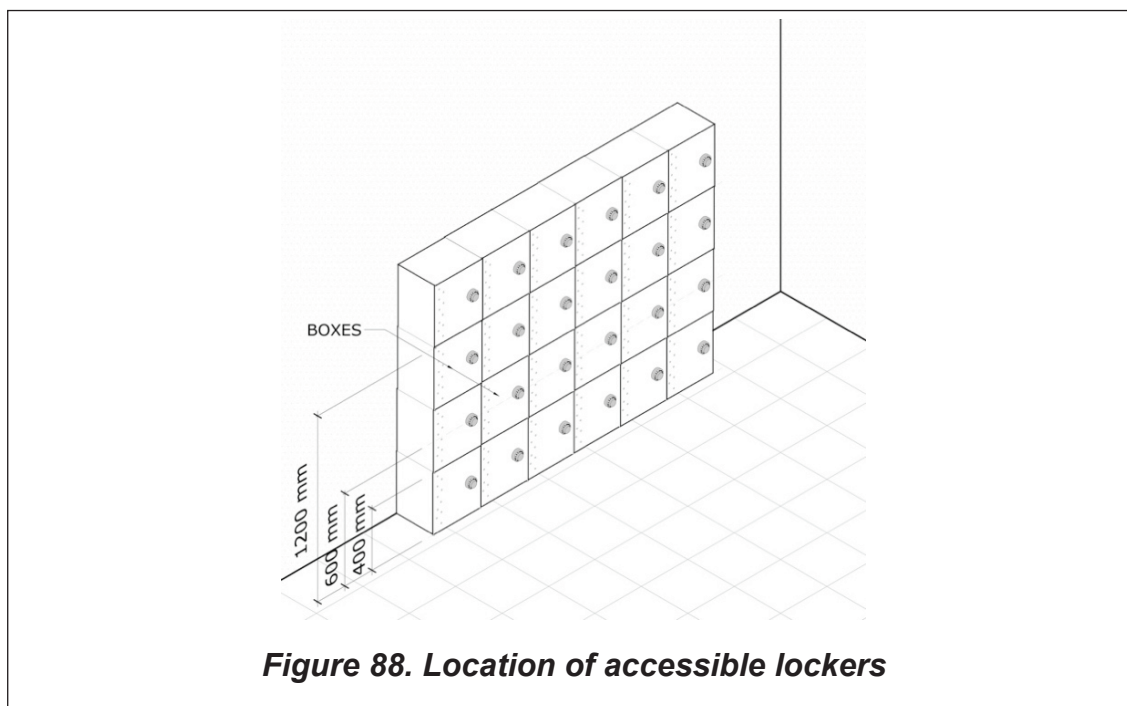 BOXES
1200 mm
600 mm
400 mm
Figure 88. Location of accessible lockers